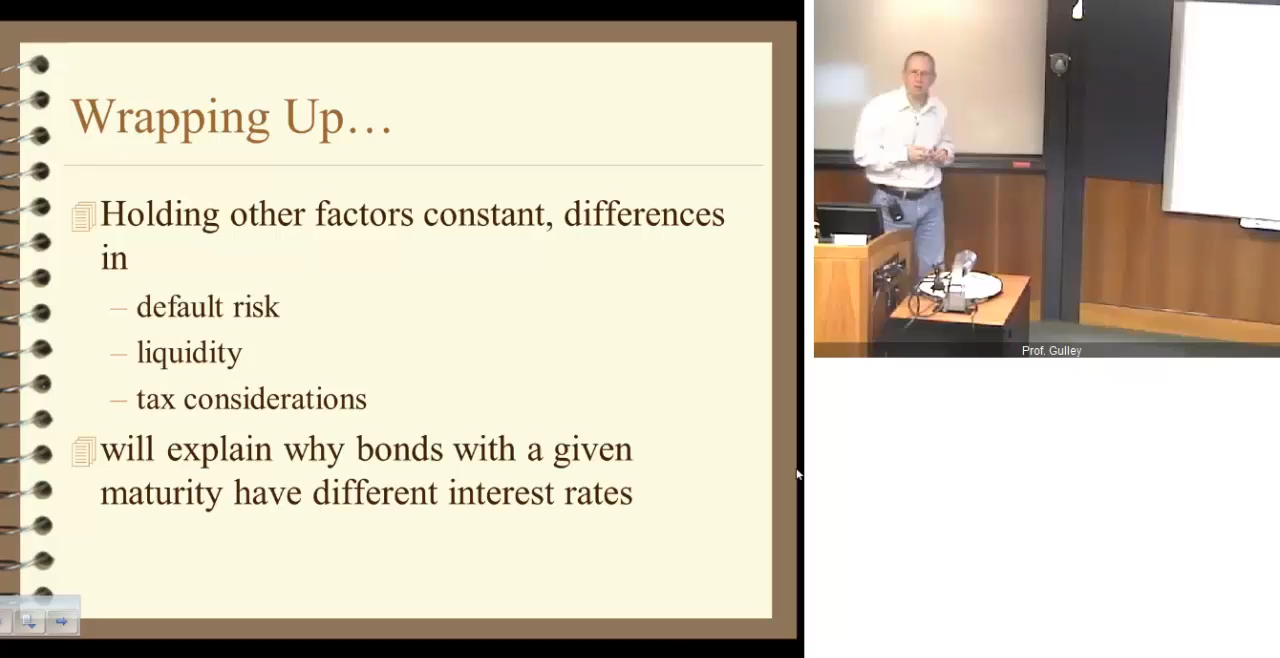 Wrapping Up…
Holding other factors constant, differences
in
– default risk
– liquidity
– tax considerations
will explain why bonds with a given
maturity have different interest rates
Prof. Gulley